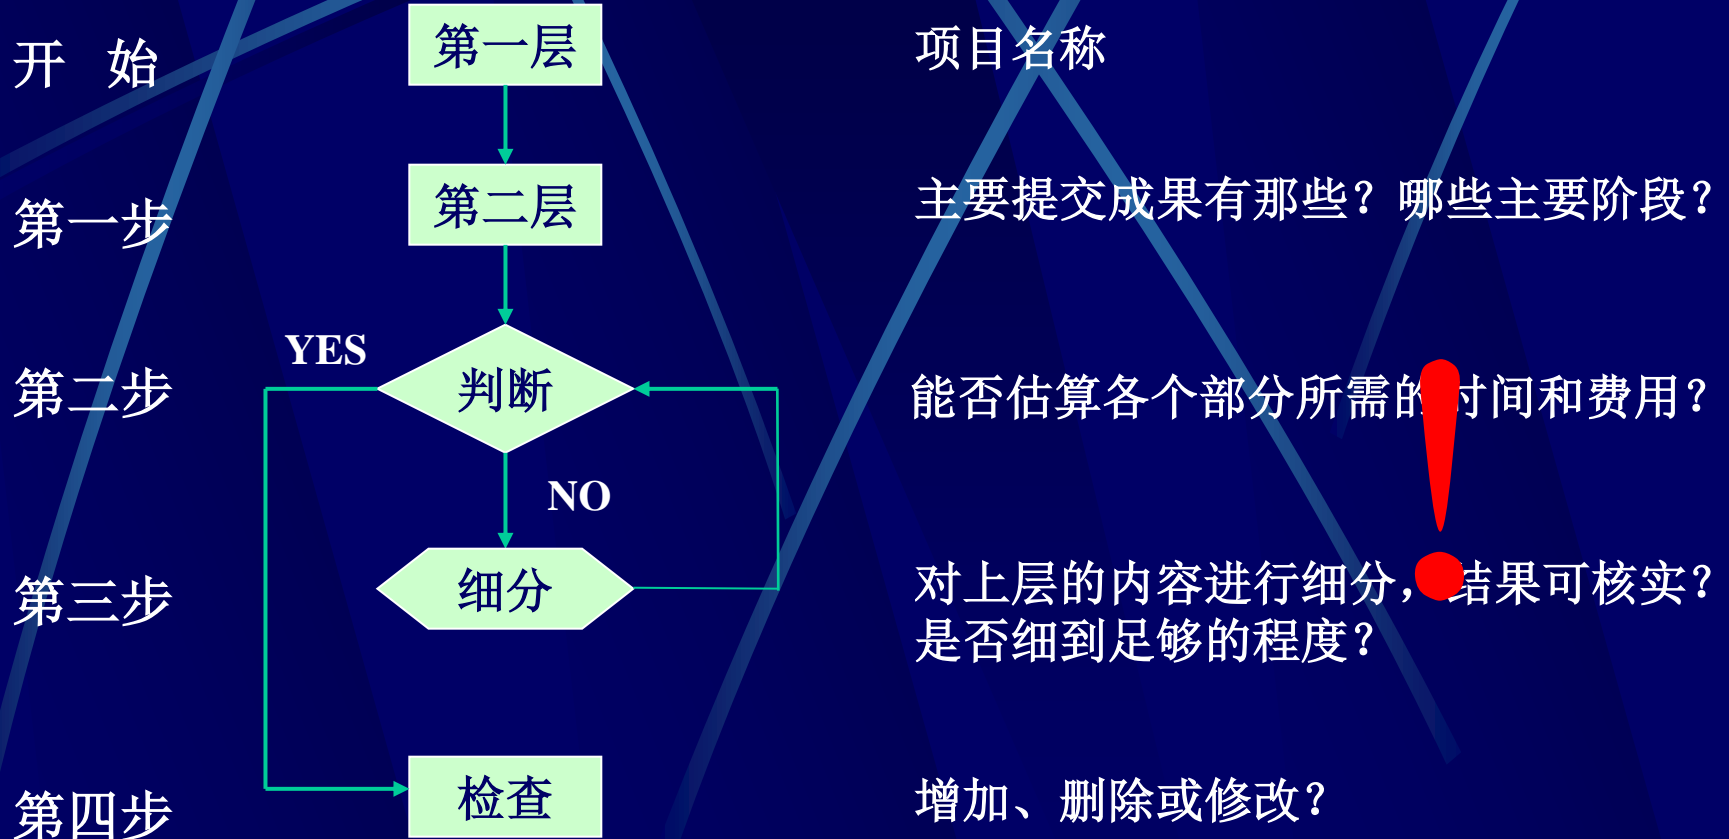 开 始
第一层
项目名称
第一步
第二层
主要提交成果有那些？哪些主要阶段？
YES
第二步
判断
能否估算各个部分所需的时间和费用？
NO
第三步
细分
对上层的内容进行细分，结果可核实？
是否细到足够的程度？
第四步
检查
增加、删除或修改？